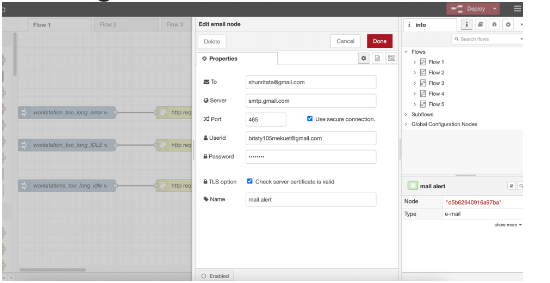 Deploy
Flow 1
Flow 2
Flow 3
Edit email node
i info
i
Delete
Cancel
Done
Search flows
Properties
Flows
Flow 1
Flow 2
Flow 3
Flow 4
Flow 5
Subflows
Global Configuration Nodes
To
shunritata@gmail.com
Server
smtp.gmail.com
Port
465
Use secure connection.
Userid
bristy105mekuet@gmail.com
Password
••••••••
TLS option
Check server certificate is valid
Name
mail alert
workstation_too_long_error
http req
workstation_too_long_IDLE
http req
workstations_too_long_idle
http req
mail alert
Node
"d5b62940916a97ba"
Type
e-mail
show more
Enabled